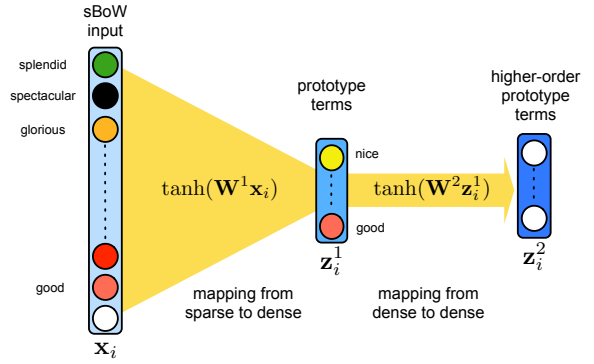 sBoW
input
splendid
spectacular
glorious
good
x_i
tanh(W^1 x_i)
mapping from
sparse to dense
prototype
terms
nice
good
z_i^1
tanh(W^2 z_i^1)
mapping from
dense to dense
higher-order
prototype
terms
z_i^2